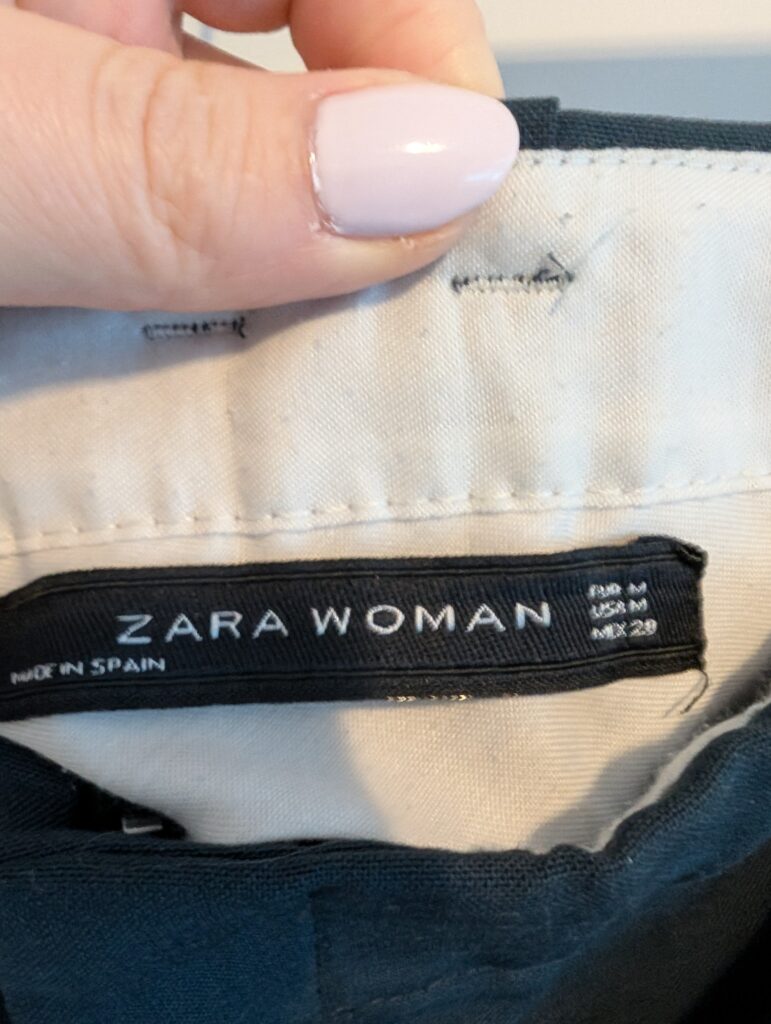 ZARA WOMAN
EUR M
USA M
MEX 28
MADE IN SPAIN